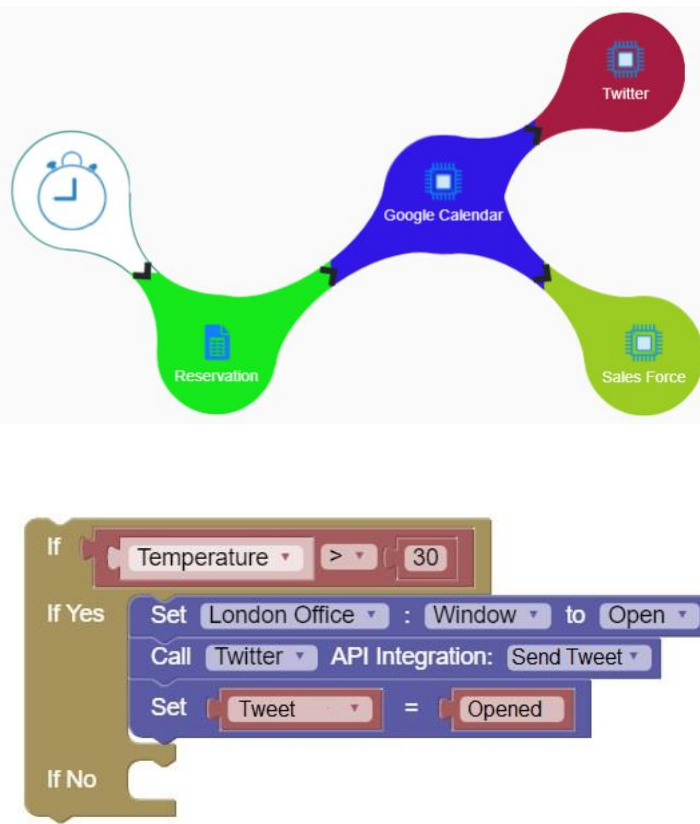 Twitter
Google Calendar
Reservation
Sales Force
If Temperature > 30
If Yes Set London Office : Window to Open
Call Twitter API Integration: Send Tweet
Set Tweet = Opened
If No